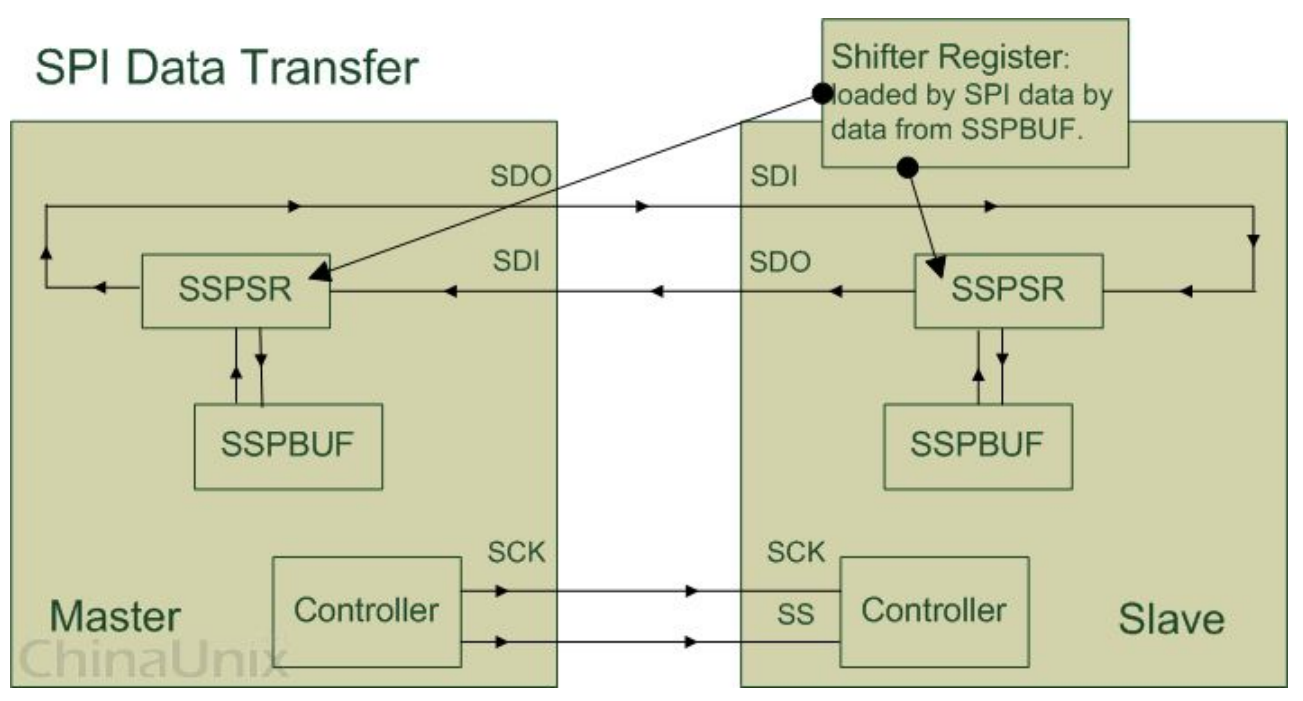 SPI Data Transfer
Shifter Register:
loaded by SPI data by
data from SSPBUF.
SDO
SDI
SDI
SDO
SSPSR
SSPSR
SSPBUF
SSPBUF
SCK
SCK
Controller
SS
Controller
Master
Slave
ChinaUnix